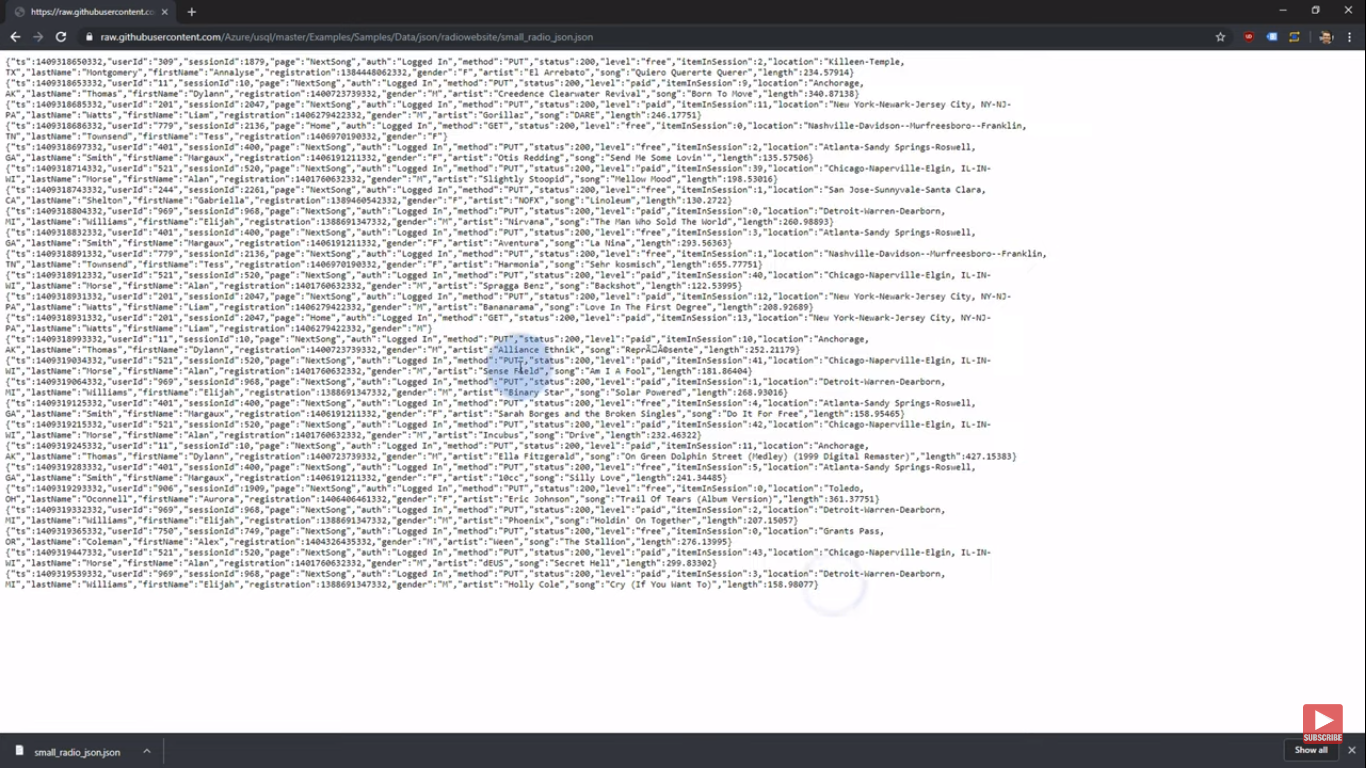 https://raw.githubusercontent.co
raw.githubusercontent.com/Azure/usql/master/Examples/Samples/Data/json/radiowebsite/small_radio_json.json
{"ts":1409318650332,"userId":"309","sessionId":1879,"page":"NextSong","auth":"Logged In","method":"PUT","status":200,"level":"free","itemInSession":2,"location":"Killeen-Temple,
TX","lastName":"Montgomery","firstName":"Annalyse","registration":1384448062332,"gender":"F","artist":"El Arrebato","song":"Quiero Quererte Querer","length":234.57914}
{"ts":1409318653332,"userId":"11","sessionId":10,"page":"NextSong","auth":"Logged In","method":"PUT","status":200,"level":"paid","itemInSession":9,"location":"Anchorage,
AK","lastName":"Thomas","firstName":"Dylann","registration":1400723739332,"gender":"M","artist":"Creedence Clearwater Revival","song":"Born To Move","length":340.87138}
{"ts":1409318685332,"userId":"201","sessionId":2047,"page":"NextSong","auth":"Logged In","method":"PUT","status":200,"level":"paid","itemInSession":11,"location":"New York-Newark-Jersey City, NY-NJ-
PA","lastName":"Watts","firstName":"Liam","registration":1406279422332,"gender":"M","artist":"Gorillaz","song":"DARE","length":246.17751}
{"ts":1409318686332,"userId":"779","sessionId":2136,"page":"Home","auth":"Logged In","method":"GET","status":200,"level":"free","itemInSession":0,"location":"Nashville-Davidson--Murfreesboro--Franklin,
TN","lastName":"Townsend","firstName":"Tess","registration":1406970190332,"gender":"F"}
{"ts":1409318697332,"userId":"401","sessionId":400,"page":"NextSong","auth":"Logged In","method":"PUT","status":200,"level":"free","itemInSession":2,"location":"Atlanta-Sandy Springs-Roswell,
GA","lastName":"Smith","firstName":"Margaux","registration":1406191211332,"gender":"F","artist":"Otis Redding","song":"Send Me Some Lovin'","length":135.57506}
{"ts":1409318714332,"userId":"521","sessionId":520,"page":"NextSong","auth":"Logged In","method":"PUT","status":200,"level":"paid","itemInSession":39,"location":"Chicago-Naperville-Elgin, IL-IN-
WI","lastName":"Morse","firstName":"Alan","registration":1401760632332,"gender":"M","artist":"Slightly Stoopid","song":"Mellow Mood","length":198.53016}
{"ts":1409318743332,"userId":"244","sessionId":2261,"page":"NextSong","auth":"Logged In","method":"PUT","status":200,"level":"free","itemInSession":1,"location":"San Jose-Sunnyvale-Santa Clara,
CA","lastName":"Shelton","firstName":"Gabriella","registration":1389460542332,"gender":"F","artist":"NOFX","song":"Linoleum","length":130.2722}
{"ts":1409318804332,"userId":"969","sessionId":968,"page":"NextSong","auth":"Logged In","method":"PUT","status":200,"level":"paid","itemInSession":0,"location":"Detroit-Warren-Dearborn,
MI","lastName":"Williams","firstName":"Elijah","registration":1388691347332,"gender":"M","artist":"Nirvana","song":"The Man Who Sold The World","length":260.98893}
{"ts":1409318832332,"userId":"401","sessionId":400,"page":"NextSong","auth":"Logged In","method":"PUT","status":200,"level":"free","itemInSession":3,"location":"Atlanta-Sandy Springs-Roswell,
GA","lastName":"Smith","firstName":"Margaux","registration":1406191211332,"gender":"F","artist":"Aventura","song":"La Nina","length":293.56363}
{"ts":1409318891332,"userId":"779","sessionId":2136,"page":"NextSong","auth":"Logged In","method":"PUT","status":200,"level":"free","itemInSession":1,"location":"Nashville-Davidson--Murfreesboro--Franklin,
TN","lastName":"Townsend","firstName":"Tess","registration":1406970190332,"gender":"F","artist":"Harmonia","song":"Sehr kosmisch","length":655.77751}
{"ts":1409318912332,"userId":"521","sessionId":520,"page":"NextSong","auth":"Logged In","method":"PUT","status":200,"level":"paid","itemInSession":40,"location":"Chicago-Naperville-Elgin, IL-IN-
WI","lastName":"Morse","firstName":"Alan","registration":1401760632332,"gender":"M","artist":"Spragga Benz","song":"Backshot","length":122.53995}
{"ts":1409318931332,"userId":"201","sessionId":2047,"page":"NextSong","auth":"Logged In","method":"PUT","status":200,"level":"paid","itemInSession":12,"location":"New York-Newark-Jersey City, NY-NJ-
PA","lastName":"Watts","firstName":"Liam","registration":1406279422332,"gender":"M","artist":"Bananarama","song":"Love In The First Degree","length":208.92689}
{"ts":1409318931332,"userId":"201","sessionId":2047,"page":"Home","auth":"Logged In","method":"GET","status":200,"level":"paid","itemInSession":13,"location":"New York-Newark-Jersey City, NY-NJ-
PA","lastName":"Watts","firstName":"Liam","registration":1406279422332,"gender":"M"}
{"ts":1409318993332,"userId":"11","sessionId":10,"page":"NextSong","auth":"Logged In","method":"PUT","status":200,"level":"paid","itemInSession":10,"location":"Anchorage,
AK","lastName":"Thomas","firstName":"Dylann","registration":1400723739332,"gender":"M","artist":"Alliance Ethnik","song":"length":252.21179}
{"ts":1409319034332,"userId":"521","sessionId":520,"page":"NextSong","auth":"Logged In","method":"PUT","status":200,"level":"paid","itemInSession":41,"location":"Chicago-Naperville-Elgin, IL-IN-
WI","lastName":"Morse","firstName":"Alan","registration":1401760632332,"gender":"M","artist":"Sense Field","song":"Am I A Fool","length":181.86404}
{"ts":1409319064332,"userId":"969","sessionId":968,"page":"NextSong","auth":"Logged In","method":"PUT","status":200,"level":"paid","itemInSession":1,"location":"Detroit-Warren-Dearborn,
MI","lastName":"Williams","firstName":"Elijah","registration":1388691347332,"gender":"M","artist":"Binary Star","song":"Solar Powered","length":268.93016}
{"ts":1409319125332,"userId":"401","sessionId":400,"page":"NextSong","auth":"Logged In","method":"PUT","status":200,"level":"free","itemInSession":4,"location":"Atlanta-Sandy Springs-Roswell,
GA","lastName":"Smith","firstName":"Margaux","registration":1406191211332,"gender":"F","artist":"Sarah Borges and the Broken Singles","song":"Do It For Free","length":158.95465}
{"ts":1409319215332,"userId":"521","sessionId":520,"page":"NextSong","auth":"Logged In","method":"PUT","status":200,"level":"paid","itemInSession":42,"location":"Chicago-Naperville-Elgin, IL-IN-
WI","lastName":"Morse","firstName":"Alan","registration":1401760632332,"gender":"M","artist":"Incubus","song":"Drive","length":232.46322}
{"ts":1409319245332,"userId":"11","sessionId":10,"page":"NextSong","auth":"Logged In","method":"PUT","status":200,"level":"paid","itemInSession":11,"location":"Anchorage,
AK","lastName":"Thomas","firstName":"Dylann","registration":1400723739332,"gender":"M","artist":"Ella Fitzgerald","song":"On Green Dolphin Street (Medley) (1999 Digital Remaster)","length":427.15383}
{"ts":1409319283332,"userId":"401","sessionId":400,"page":"NextSong","auth":"Logged In","method":"PUT","status":200,"level":"free","itemInSession":5,"location":"Atlanta-Sandy Springs-Roswell,
GA","lastName":"Smith","firstName":"Margaux","registration":1406191211332,"gender":"F","artist":"10cc","song":"Silly Love","length":241.34485}
{"ts":1409319293332,"userId":"906","sessionId":1909,"page":"NextSong","auth":"Logged In","method":"PUT","status":200,"level":"free","itemInSession":0,"location":"Toledo,
OH","lastName":"Oconnell","firstName":"Aurora","registration":1406406461332,"gender":"F","artist":"Eric Johnson","song":"Trail Of Tears (Album Version)","length":361.37751}
{"ts":1409319332332,"userId":"969","sessionId":968,"page":"NextSong","auth":"Logged In","method":"PUT","status":200,"level":"paid","itemInSession":2,"location":"Detroit-Warren-Dearborn,
MI","lastName":"Williams","firstName":"Elijah","registration":1388691347332,"gender":"M","artist":"Phoenix","song":"Holdin' On Together","length":207.15057}
{"ts":1409319365332,"userId":"750","sessionId":749,"page":"NextSong","auth":"Logged In","method":"PUT","status":200,"level":"free","itemInSession":0,"location":"Grants Pass,
OR","lastName":"Coleman","firstName":"Alex","registration":1404326435332,"gender":"M","artist":"Ween","song":"The Stallion","length":276.13995}
{"ts":1409319447332,"userId":"521","sessionId":520,"page":"NextSong","auth":"Logged In","method":"PUT","status":200,"level":"paid","itemInSession":43,"location":"Chicago-Naperville-Elgin, IL-IN-
WI","lastName":"Morse","firstName":"Alan","registration":1401760632332,"gender":"M","artist":"dEUS","song":"Secret Hell","length":299.83302}
{"ts":1409319539332,"userId":"969","sessionId":968,"page":"NextSong","auth":"Logged In","method":"PUT","status":200,"level":"paid","itemInSession":3,"location":"Detroit-Warren-Dearborn,
MI","lastName":"Williams","firstName":"Elijah","registration":1388691347332,"gender":"M","artist":"Holly Cole","song":"Cry (If You Want To)","length":158.98077}
SUBSCRIBE
small_radio_json.json
Show all